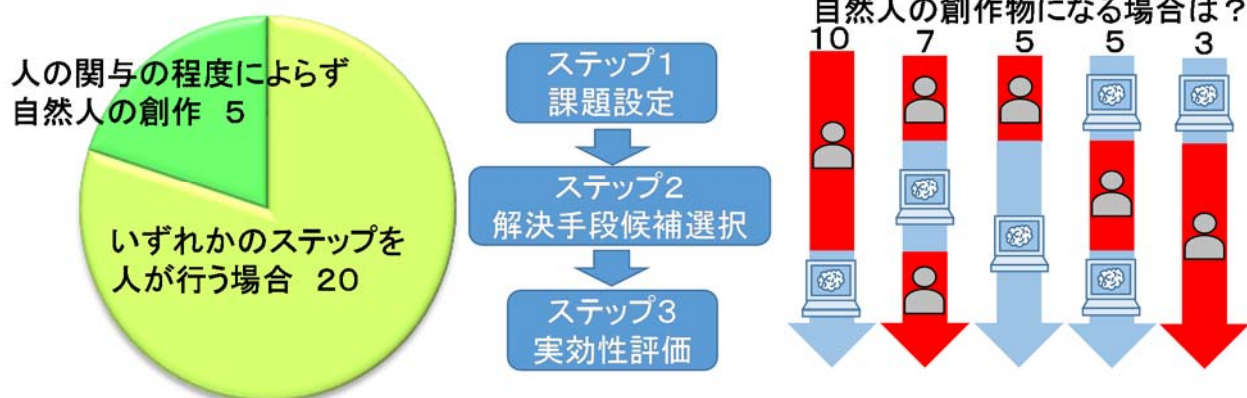 人の関与の程度によらず
自然人の創作 5
いずれかのステップを
人が行う場合 20
ステップ1
課題設定
ステップ2
解決手段候補選択
ステップ3
実効性評価
自然人の創作物になる場合は?
10 7 5 5 3